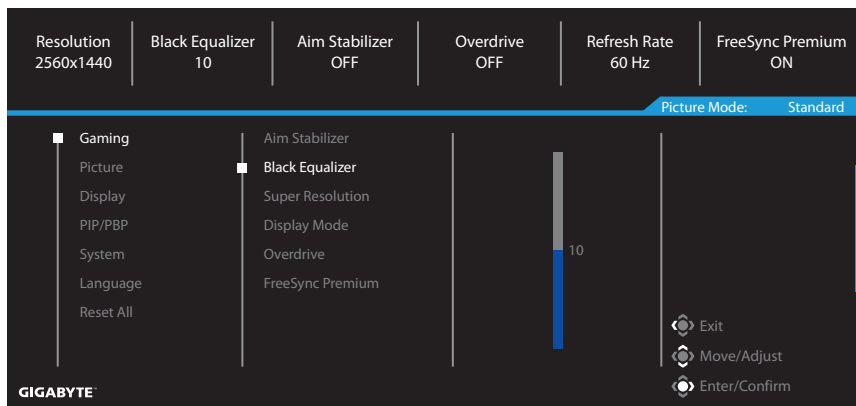 Resolution
2560x1440
Black Equalizer
10
Aim Stabilizer
OFF
Overdrive
OFF
Refresh Rate
60 Hz
FreeSync Premium
ON
Picture Mode: Standard
Gaming
Picture
Display
PIP/PBP
System
Language
Reset All
Aim Stabilizer
Black Equalizer
Super Resolution
Display Mode
Overdrive
FreeSync Premium
10
Exit
Move/Adjust
Enter/Confirm
GIGABYTE™